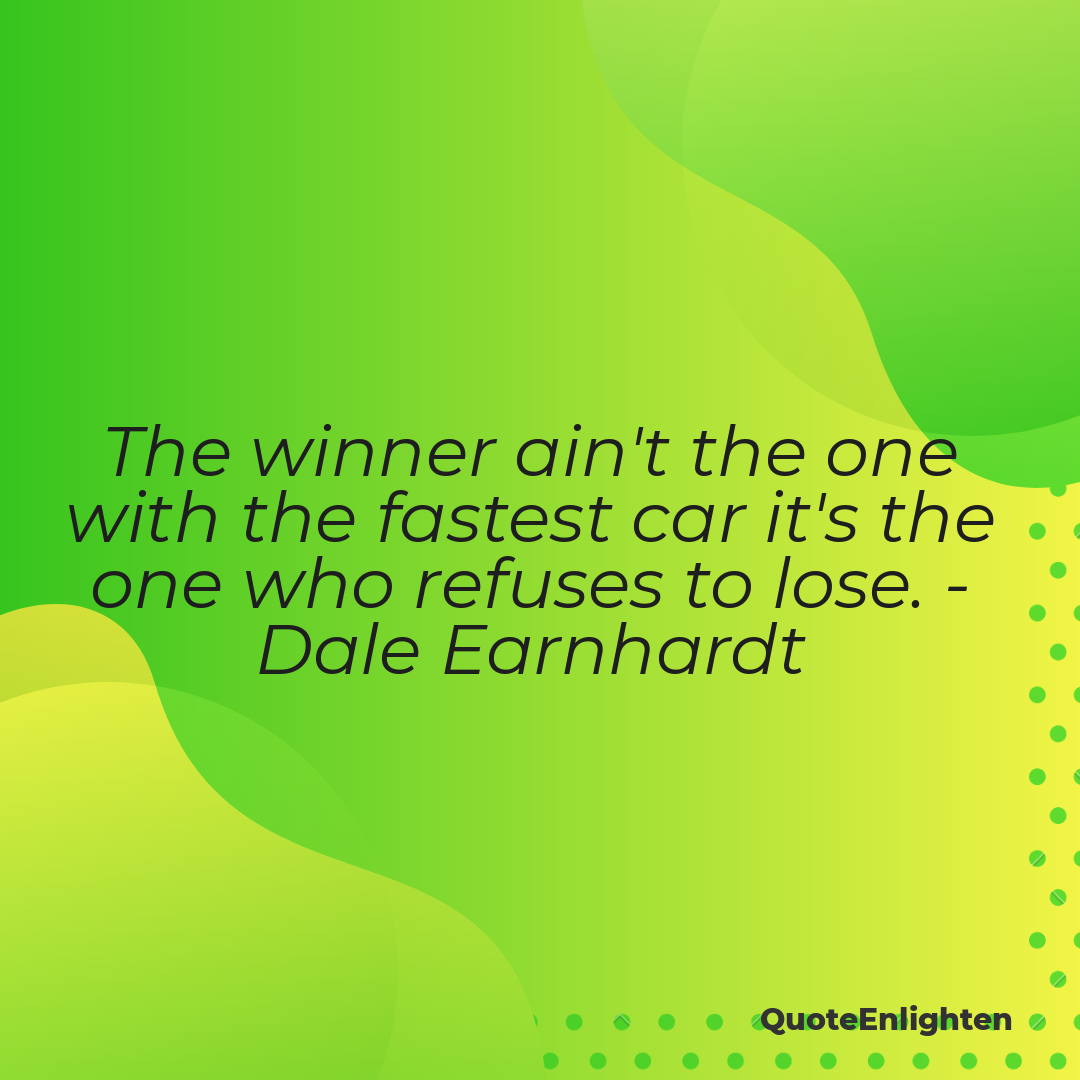 The winner ain't the one
with the fastest car it's the
one who refuses to lose. -
Dale Earnhardt
QuoteEnlighten